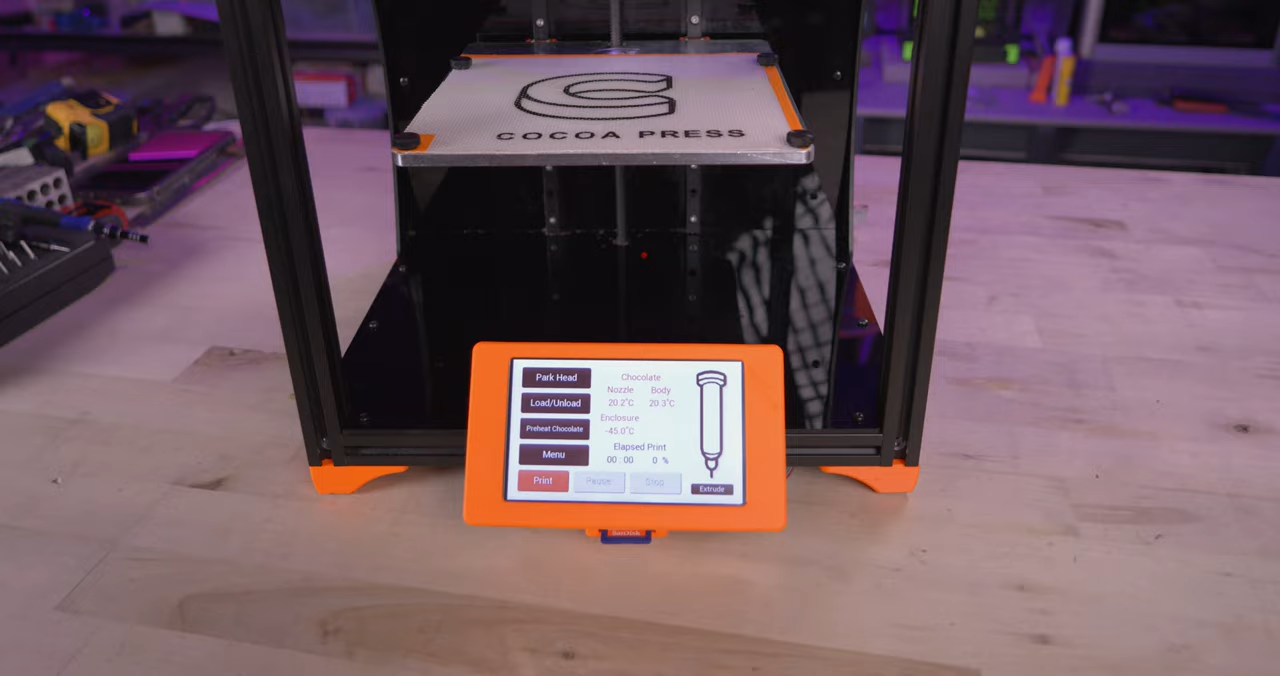 COCOA PRESS
Park Head
Load/Unload
Preheat Chocolate
Menu
Print
Pause
Stop
Chocolate
Nozzle Body
20.2°C 20.3°C
Enclosure
-45.0°C
Elapsed Print
00 : 00 0 %
Extrude
SanDisk